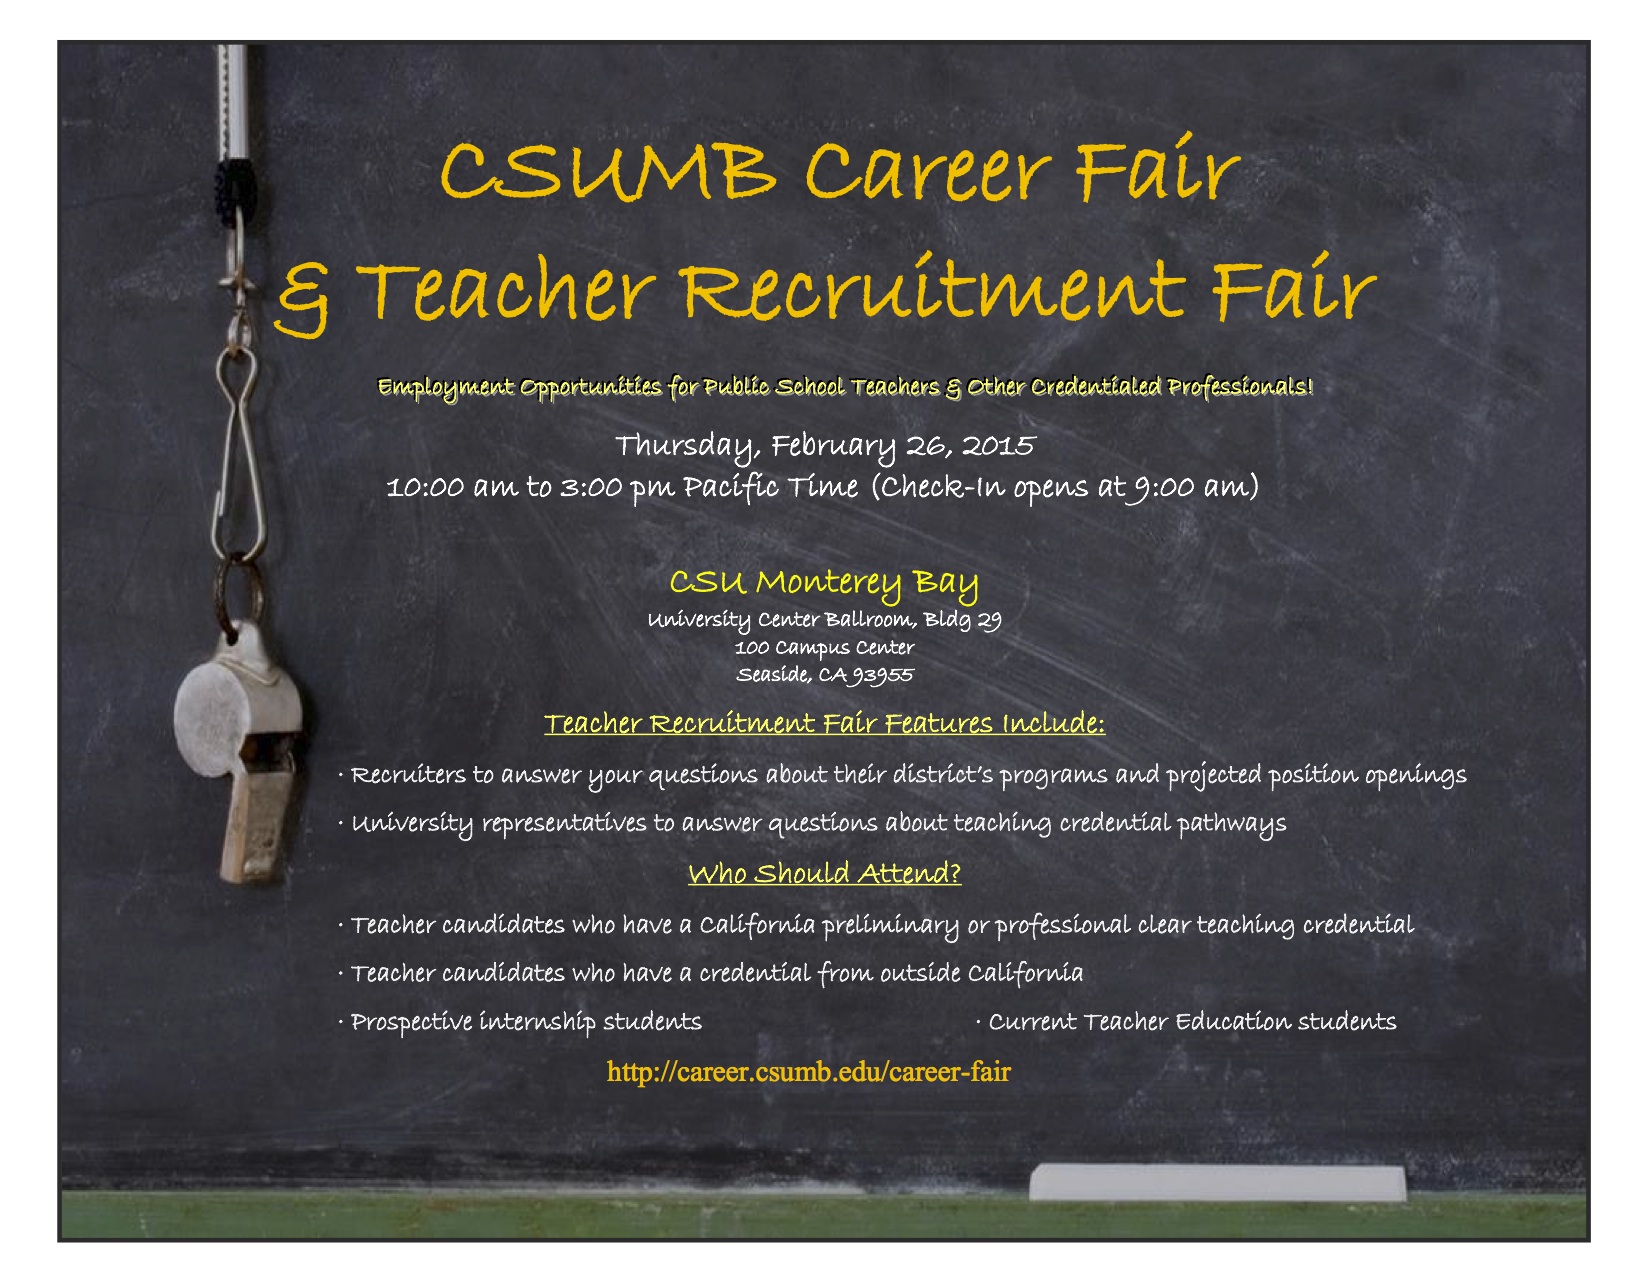 CSUMB Career Fair
& Teacher Recruitment Fair
Employment Opportunities for Public School Teachers & Other Credentialed Professionals!
Thursday, February 26, 2015
10:00 am to 3:00 pm Pacific Time (Check-In opens at 9:00 am)
CSU Monterey Bay
University Center Ballroom, Bldg 29
100 Campus Center
Seaside, CA 93955
Teacher Recruitment Fair Features Include:
· Recruiters to answer your questions about their district’s programs and projected position openings
· University representatives to answer questions about teaching credential pathways
Who Should Attend?
· Teacher candidates who have a California preliminary or professional clear teaching credential
· Teacher candidates who have a credential from outside California
· Prospective internship students · Current Teacher Education students
http://career.csumb.edu/career-fair